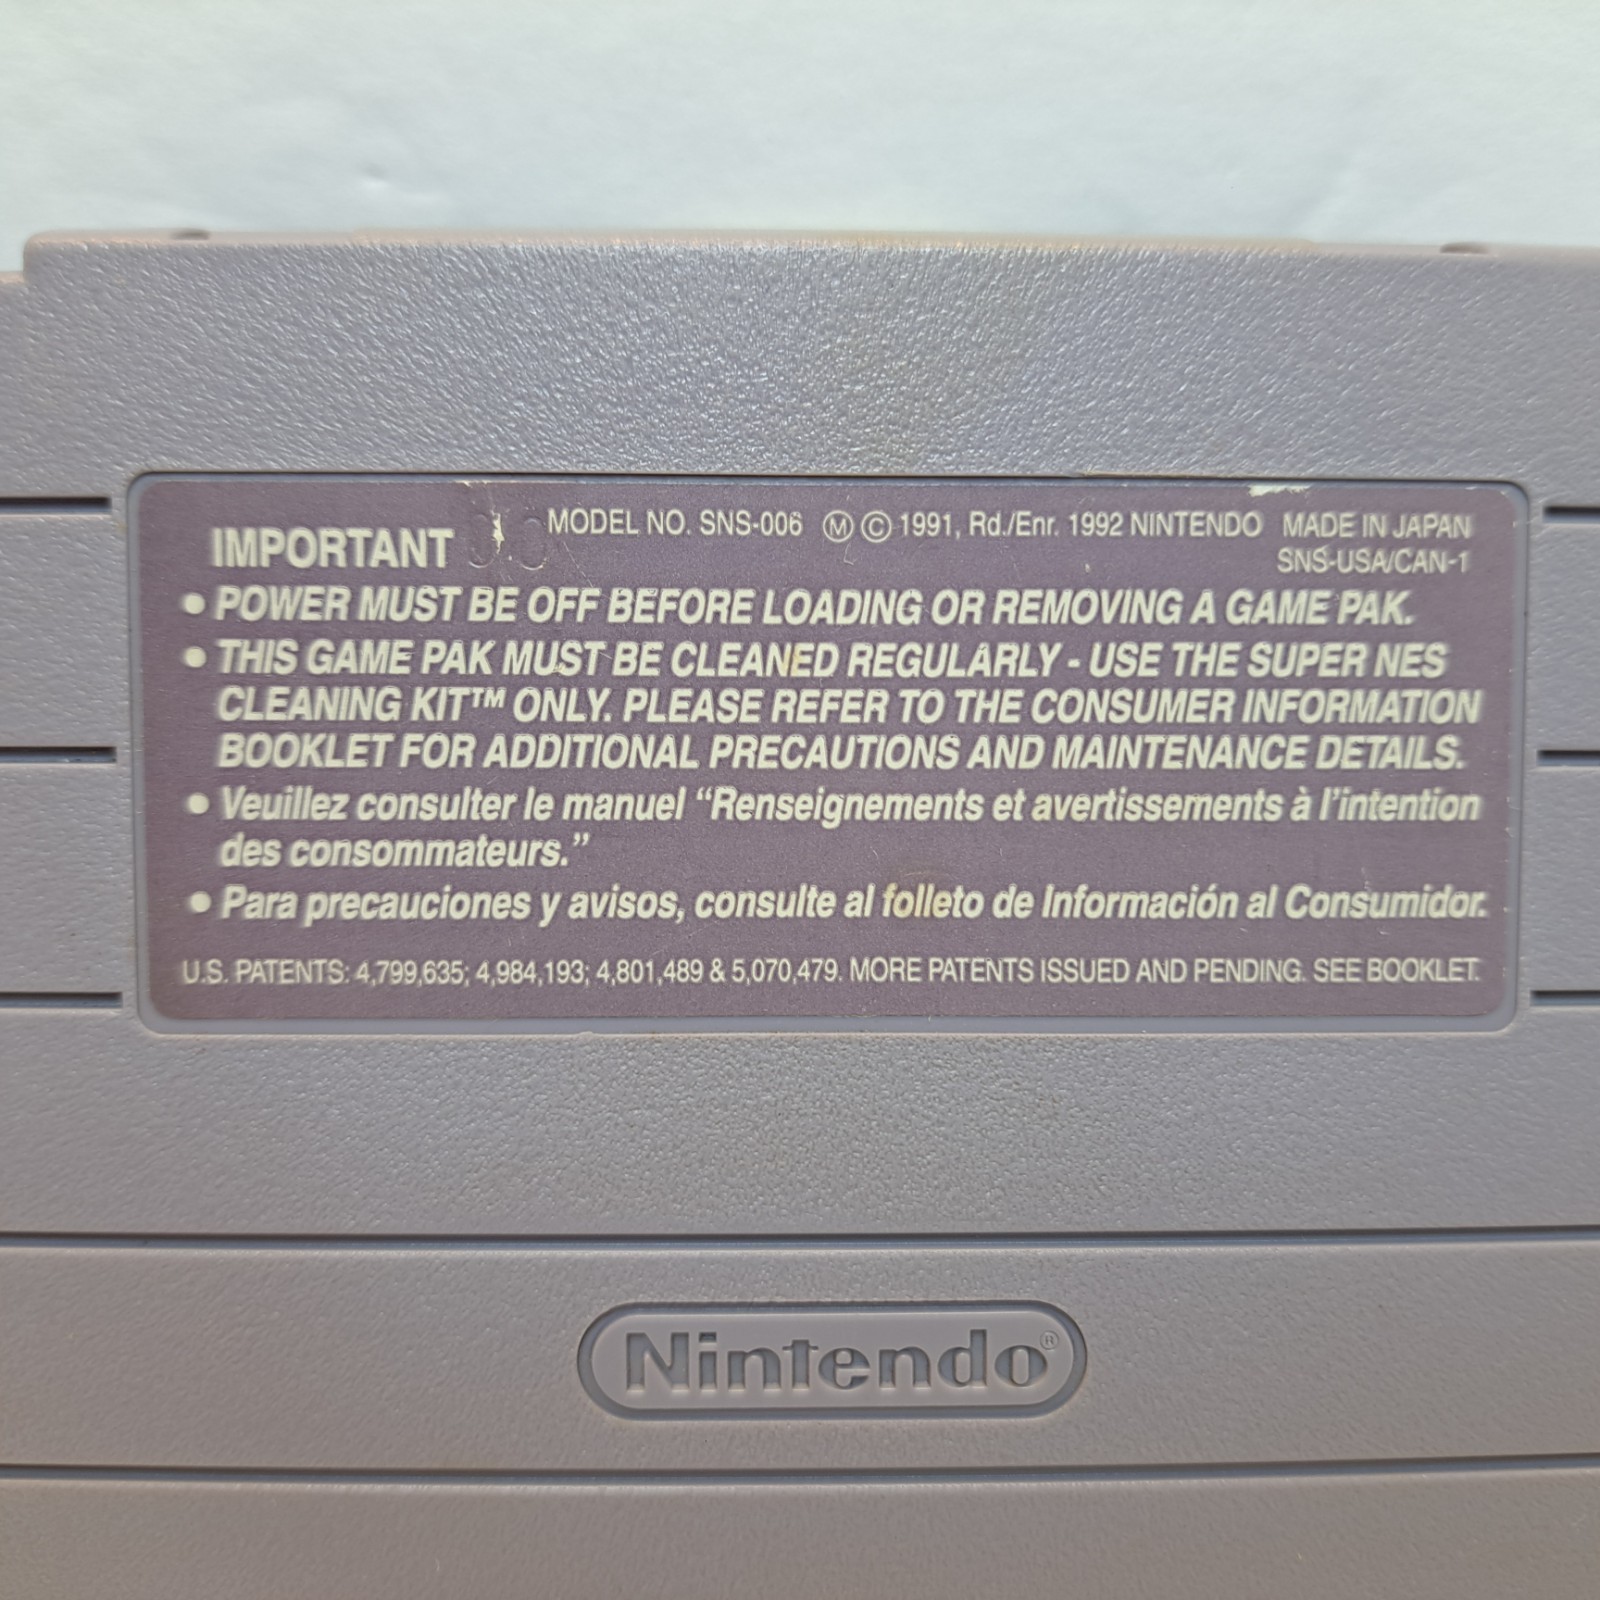 IMPORTANT MODEL NO. SNS-006 Ⓜ © 1991, Rd./Enr. 1992 NINTENDO MADE IN JAPAN
SNS-USA/CAN-1
• POWER MUST BE OFF BEFORE LOADING OR REMOVING A GAME PAK.
• THIS GAME PAK MUST BE CLEANED REGULARLY - USE THE SUPER NES
CLEANING KIT™ ONLY. PLEASE REFER TO THE CONSUMER INFORMATION
BOOKLET FOR ADDITIONAL PRECAUTIONS AND MAINTENANCE DETAILS.
• Veuillez consulter le manuel “Renseignements et avertissements à l’intention
des consommateurs.”
• Para precauciones y avisos, consulte al folleto de Información al Consumidor.
U.S. PATENTS: 4,799,635; 4,984,193; 4,801,489 & 5,070,479. MORE PATENTS ISSUED AND PENDING. SEE BOOKLET.
Nintendo®